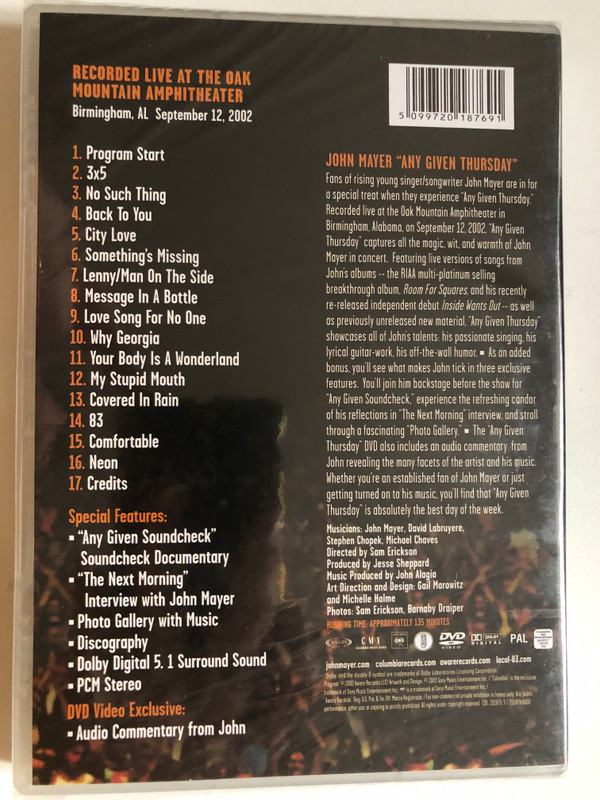 RECORDED LIVE AT THE OAK
MOUNTAIN AMPHITHEATER
Birmingham, AL September 12, 2002
5 099720 187691
1. Program Start
2. 3x5
3. No Such Thing
4. Back To You
5. City Love
6. Something's Missing
7. Lenny/Man On The Side
8. Message In A Bottle
9. Love Song For No One
10. Why Georgia
11. Your Body Is A Wonderland
12. My Stupid Mouth
13. Covered In Rain
14. 83
15. Comfortable
16. Neon
17. Credits
Special Features:
▪ "Any Given Soundcheck"
Soundcheck Documentary
▪ "The Next Morning"
Interview with John Mayer
▪ Photo Gallery with Music
▪ Discography
▪ Dolby Digital 5.1 Surround Sound
▪ PCM Stereo
DVD Video Exclusive:
▪ Audio Commentary from John
JOHN MAYER "ANY GIVEN THURSDAY"
Fans of rising young singer/songwriter John Mayer are in for
a special treat when they experience "Any Given Thursday."
Recorded live at the Oak Mountain Amphitheater in
Birmingham, Alabama, on September 12, 2002, "Any Given
Thursday" captures all the magic, wit, and warmth of John
Mayer in concert. Featuring live versions of songs from
John's albums -- the RIAA multi-platinum selling
breakthrough album, Room For Squares, and his recently
re-released independent debut Inside Wants Out -- as well
as previously unreleased new material, "Any Given Thursday"
showcases all of John's talents: his passionate singing, his
lyrical guitar-work, his off-the-wall humor. ▪ As an added
bonus, you'll see what makes John tick in three exclusive
features. You'll join him backstage before the show for
"Any Given Soundcheck," experience the refreshing candor
of his reflections in "The Next Morning" interview, and stroll
through a fascinating "Photo Gallery." ▪ The "Any Given
Thursday" DVD also includes an audio commentary from
John revealing the many facets of the artist and his music.
Whether you're an established fan of John Mayer or just
getting turned on to his music, you'll find that "Any Given
Thursday" is absolutely the best day of the week.
Musicians: John Mayer, David Labruyere,
Stephen Chopek, Michael Chaves
Directed by Sam Erickson
Produced by Jesse Sheppard
Music Produced by John Alagia
Art Direction and Design: Gail Marowitz
and Michelle Holme
Photos: Sam Erickson, Barnaby Draiper
RUNNING TIME: APPROXIMATELY 135 MINUTES
AWARE CMV DVD VIDEO DOLBY DIGITAL PAL
johnmayer.com columbiarecords.com awarerecords.com local-83.com
Dolby and the double-D symbol are trademarks of Dolby Laboratories Licensing Corporation.